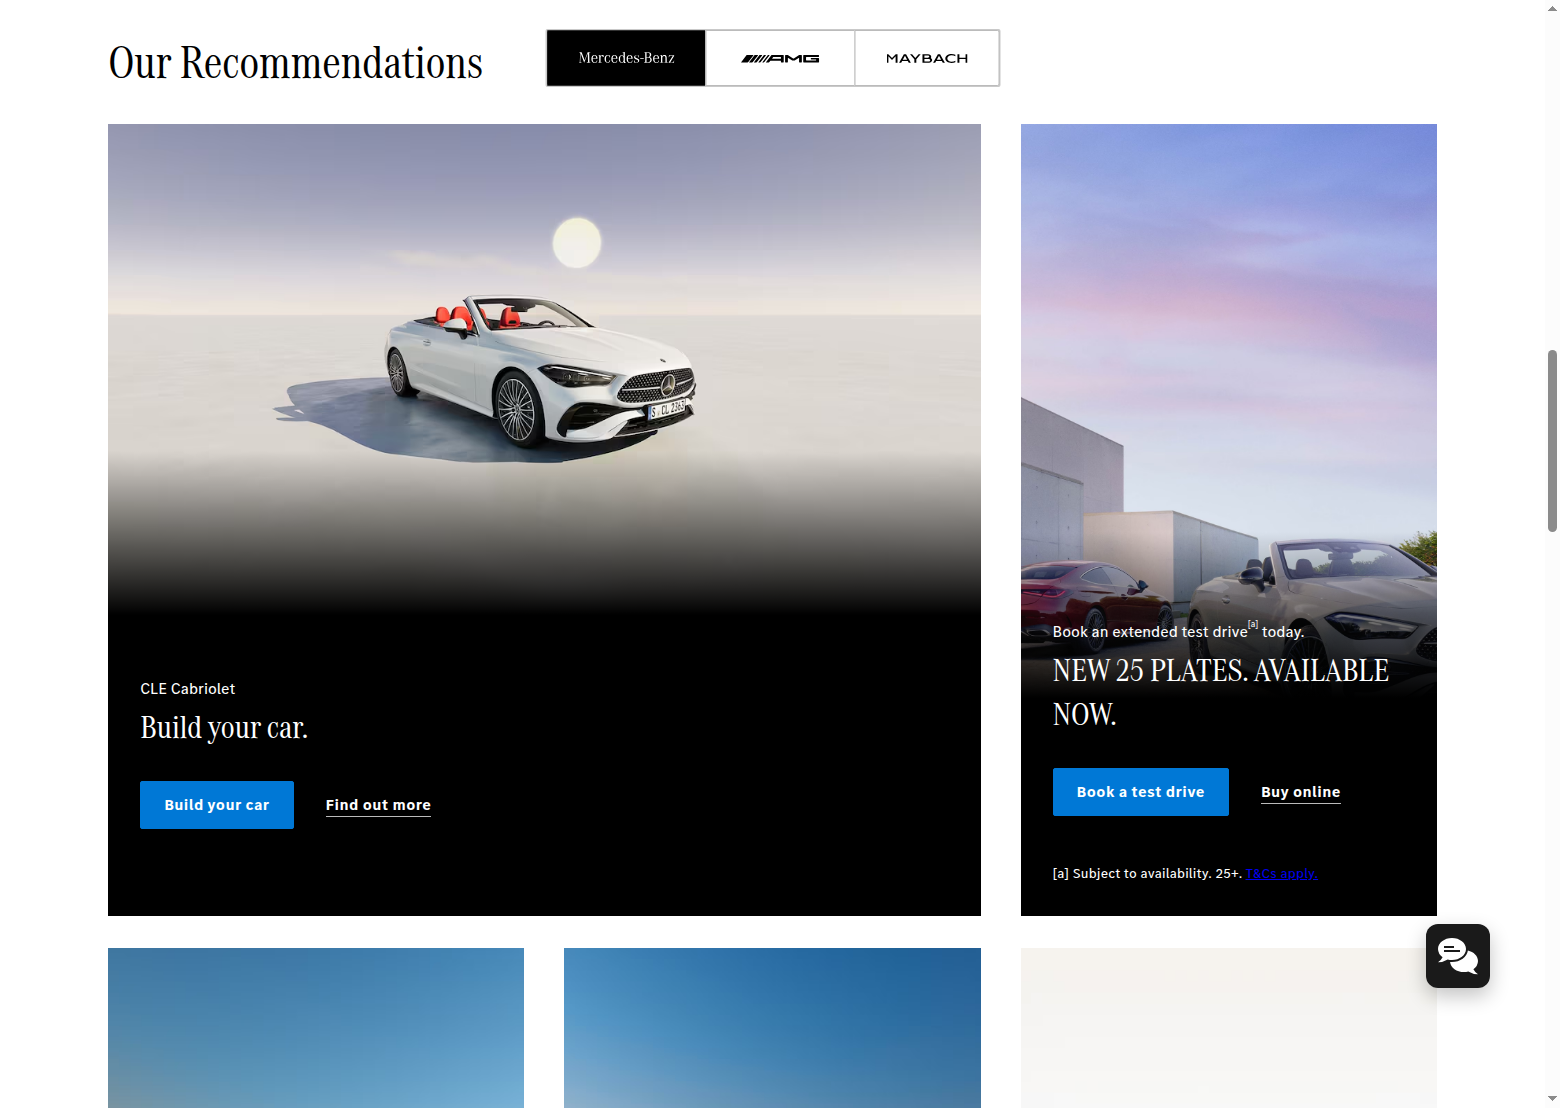 Our Recommendations
Mercedes-Benz
AMG
MAYBACH
S CL 2363
CLE Cabriolet
Build your car.
Build your car
Find out more
Book an extended test drive[a] today.
NEW 25 PLATES. AVAILABLE
NOW.
Book a test drive
Buy online
[a] Subject to availability. 25+. T&Cs apply.